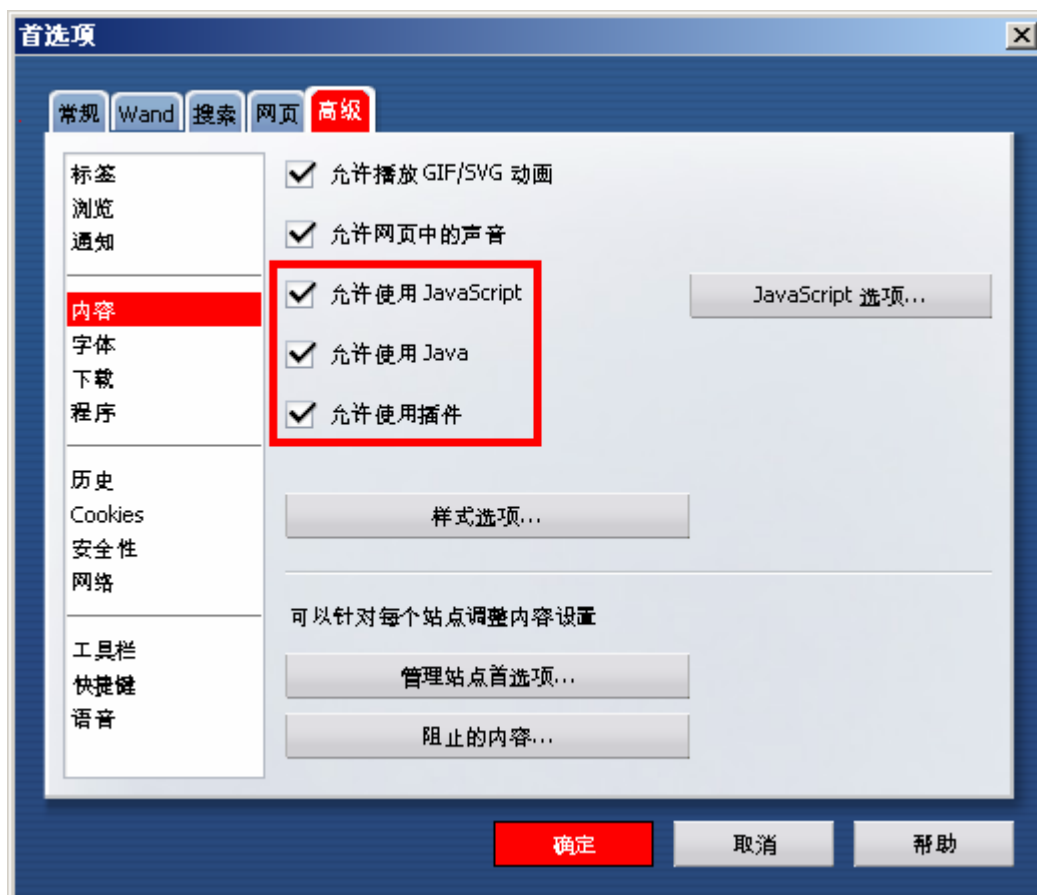 首选项
常规 Wand 搜索 网页 高级
标签
浏览
通知
内容
字体
下载
程序
历史
Cookies
安全性
网络
工具栏
快捷键
语音
允许播放 GIF/SVG 动画
允许网页中的声音
允许使用 JavaScript
JavaScript 选项...
允许使用 Java
允许使用插件
样式选项...
可以针对每个站点调整内容设置
管理站点首选项...
阻止的内容...
确定 取消 帮助